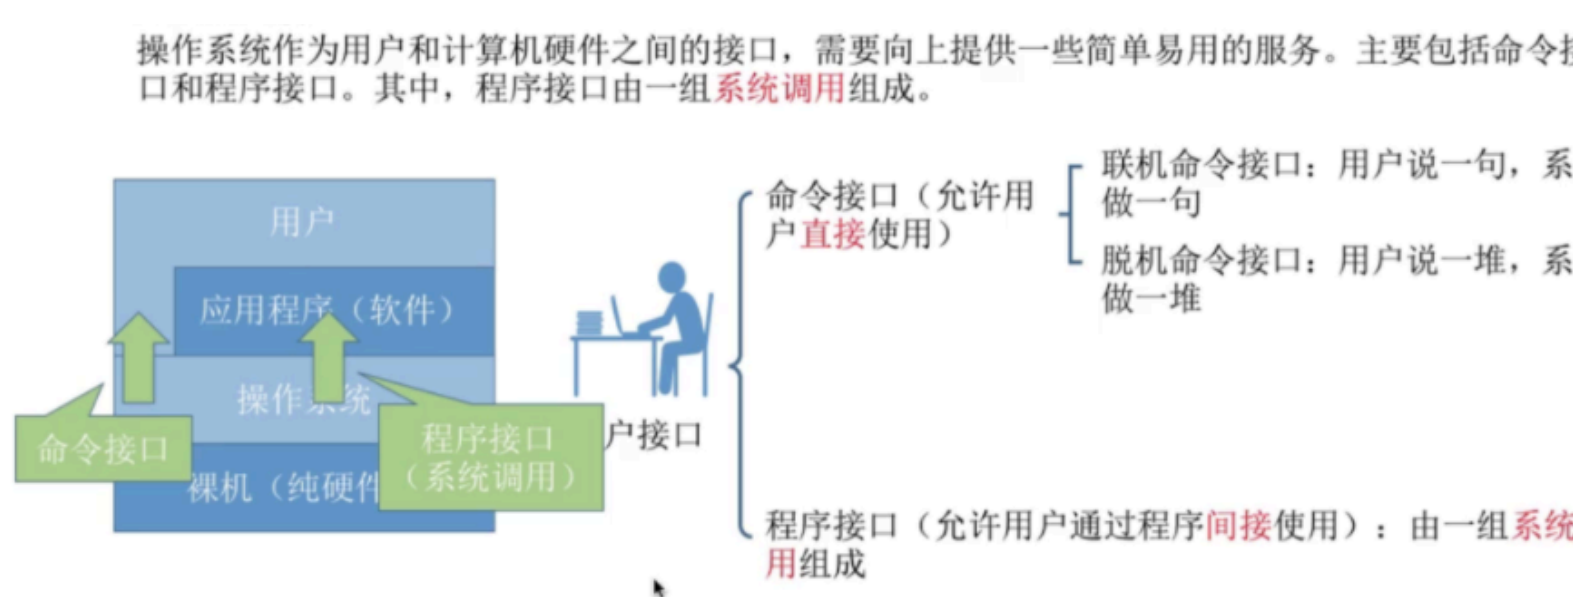 操作系统作为用户和计算机硬件之间的接口，需要向上提供一些简单易用的服务。主要包括命令接
口和程序接口。其中，程序接口由一组系统调用组成。
用户
应用程序（软件）
操作系统
裸机（纯硬件
命令接口
程序接口
（系统调用）
户接口
命令接口（允许用
户直接使用）
联机命令接口：用户说一句，系
做一句
脱机命令接口：用户说一堆，系
做一堆
程序接口（允许用户通过程序间接使用）：由一组系统
用组成